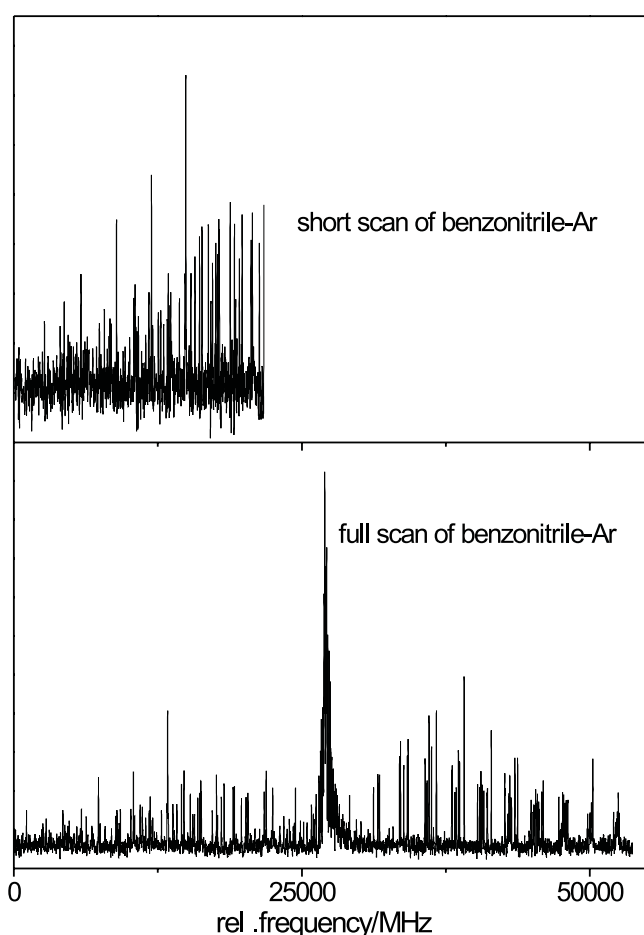 short scan of benzonitrile-Ar
full scan of benzonitrile-Ar
0 25000 50000
rel .frequency/MHz